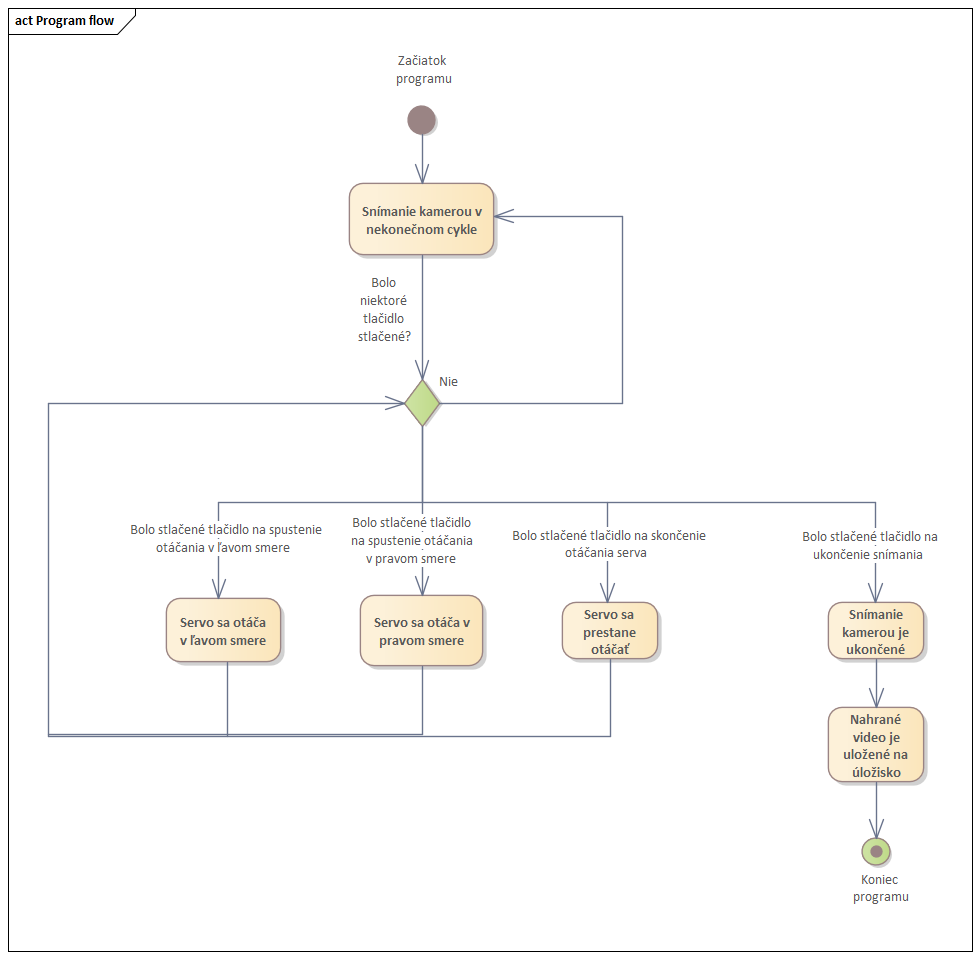 act Program flow
Začiatok
programu
Snímanie kamerou v
nekonečnom cykle
Bolo
niektoré
tlačidlo
stlačené?
Nie
Bolo stlačené tlačidlo na spustenie
otáčania v ľavom smere
Bolo stlačené tlačidlo
na spustenie otáčania
v pravom smere
Bolo stlačené tlačidlo na skončenie
otáčania serva
Bolo stlačené tlačidlo na
ukončenie snímania
Servo sa otáča
v ľavom smere
Servo sa otáča v
pravom smere
Servo sa
prestane
otáčať
Snímanie
kamerou je
ukončené
Nahrané
video je
uložené na
úložisko
Koniec
programu